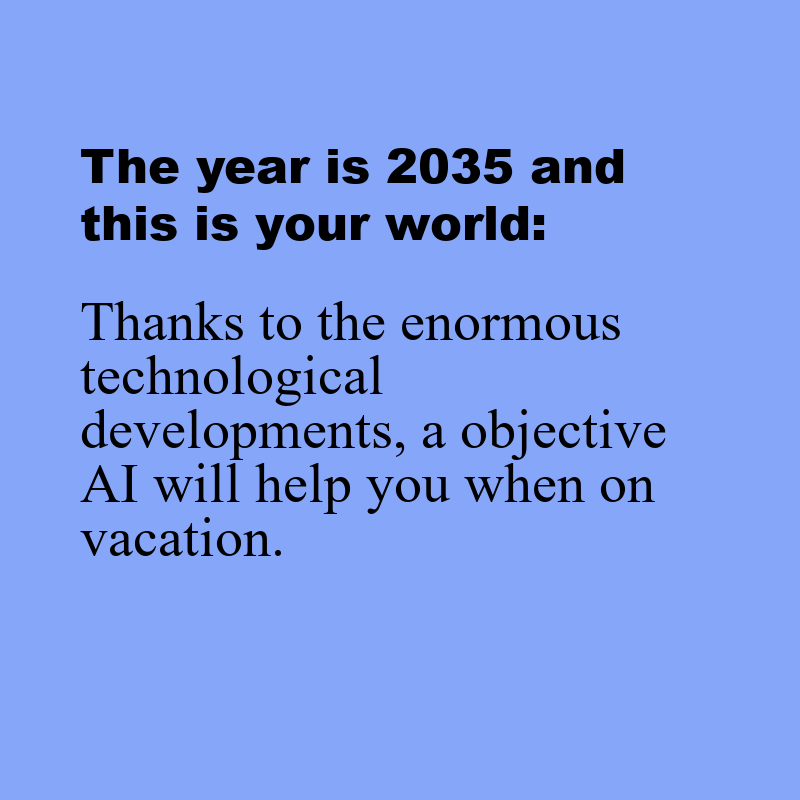 The year is 2035 and
this is your world:
Thanks to the enormous
technological
developments, a objective
AI will help you when on
vacation.